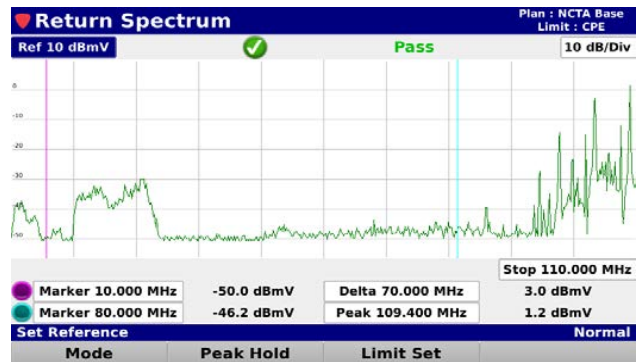 Return Spectrum
Plan : NCTA Base
Limit : CPE
Ref 10 dBmV
Pass
10 dB/Div
0
-10
-20
-30
-40
-50
Stop 110.000 MHz
Marker 10.000 MHz -50.0 dBmV Delta 70.000 MHz 3.0 dBmV
Marker 80.000 MHz -46.2 dBmV Peak 109.400 MHz 1.2 dBmV
Set Reference Normal
Mode Peak Hold Limit Set